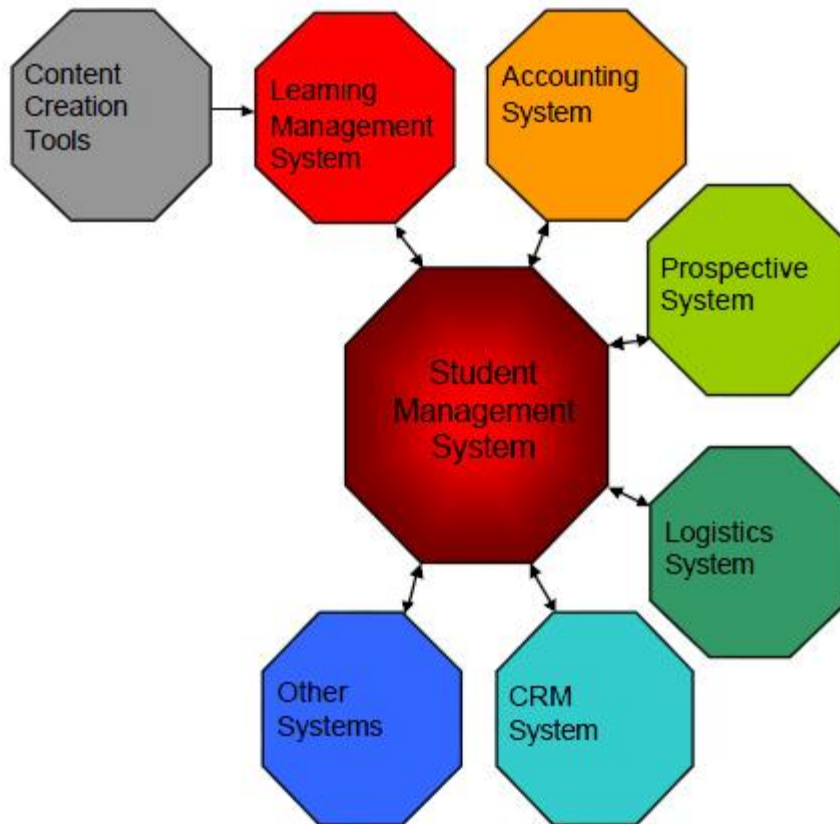 Content
Creation
Tools
Learning
Management
System
Accounting
System
Prospective
System
Student
Management
System
Logistics
System
Other
Systems
CRM
System